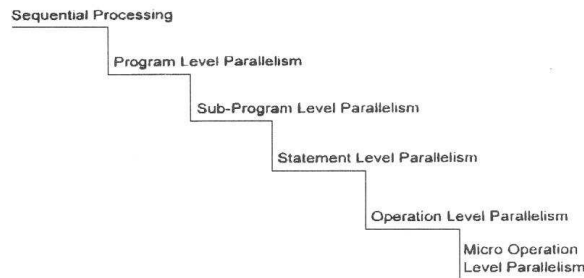 Sequential Processing
Program Level Parallelism
Sub-Program Level Parallelism
Statement Level Parallelism
Operation Level Parallelism
Micro Operation
Level Parallelism